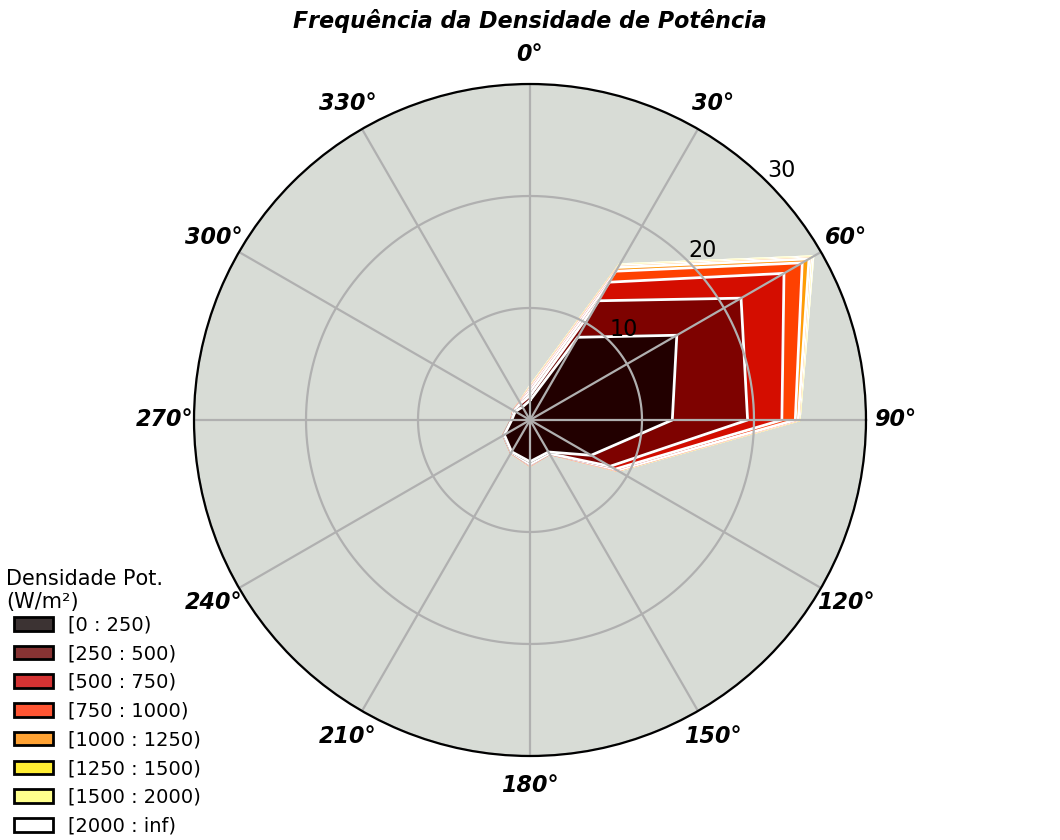 Frequência da Densidade de Potência
0°
330°
30°
30
300°
60°
20
10
270°
90°
240°
120°
210°
150°
180°
Densidade Pot.
(W/m²)
[0 : 250)
[250 : 500)
[500 : 750)
[750 : 1000)
[1000 : 1250)
[1250 : 1500)
[1500 : 2000)
[2000 : inf)